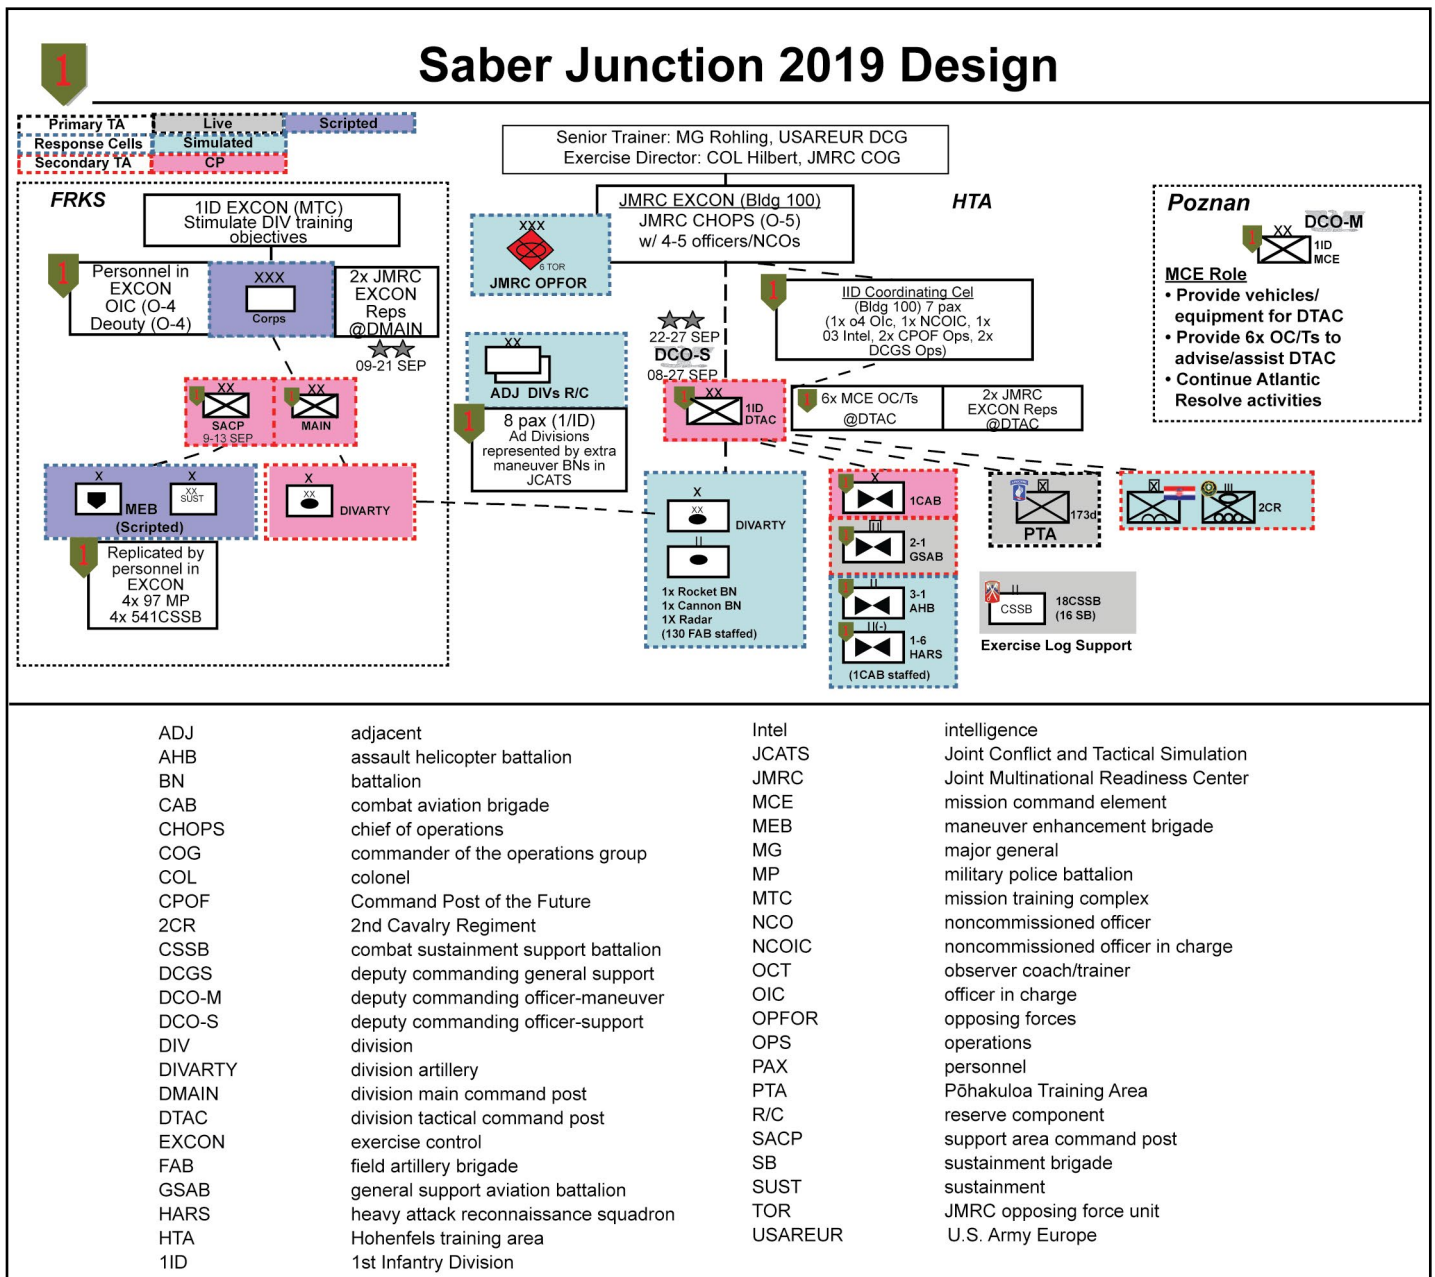 1
Saber Junction 2019 Design
Primary TA
Live
Scripted
Response Cells
Simulated
Secondary TA
CP
Senior Trainer: MG Rohling, USAREUR DCG
Exercise Director: COL Hilbert, JMRC COG
FRKS
1ID EXCON (MTC)
Stimulate DIV training
objectives
1
Personnel in
EXCON
OIC (O-4
Deouty (O-4)
XXX
Corps
2x JMRC
EXCON
Reps
@DMAIN
09-21 SEP
1
XX
SACP
9-13 SEP
1
XX
MAIN
X
X
XX
SUST
MEB
(Scripted)
XX
DIVARTY
1
Replicated by
personnel in
EXCON
4x 97 MP
4x 541CSSB
JMRC EXCON (Bldg 100)
JMRC CHOPS (O-5)
w/ 4-5 officers/NCOs
HTA
XXX
6 TOR
JMRC OPFOR
1
IID Coordinating Cel
(Bldg 100) 7 pax
(1x o4 OIc, 1x NCOIC, 1x
03 Intel, 2x CPOF Ops, 2x
DCGS Ops)
XX
ADJ DIVs R/C
1
8 pax (1/ID)
Ad Divisions
represented by extra
maneuver BNs in
JCATS
22-27 SEP
DCO-S
08-27 SEP
1
XX
1ID
DTAC
1
6x MCE OC/Ts
@DTAC
2x JMRC
EXCON Reps
@DTAC
X
XX
DIVARTY
II
1x Rocket BN
1x Cannon BN
1X Radar
(130 FAB staffed)
1
X
1CAB
1
II
2-1
GSAB
1
II
3-1
AHB
1
II(-)
1-6
HARS
(1CAB staffed)
X
173d
PTA
X
III
2CR
II
CSSB
18CSSB
(16 SB)
Exercise Log Support
Poznan
DCO-M
1
XX
1ID
MCE
MCE Role
• Provide vehicles/
equipment for DTAC
• Provide 6x OC/Ts to
advise/assist DTAC
• Continue Atlantic
Resolve activities
ADJ adjacent
AHB assault helicopter battalion
BN battalion
CAB combat aviation brigade
CHOPS chief of operations
COG commander of the operations group
COL colonel
CPOF Command Post of the Future
2CR 2nd Cavalry Regiment
CSSB combat sustainment support battalion
DCGS deputy commanding general support
DCO-M deputy commanding officer-maneuver
DCO-S deputy commanding officer-support
DIV division
DIVARTY division artillery
DMAIN division main command post
DTAC division tactical command post
EXCON exercise control
FAB field artillery brigade
GSAB general support aviation battalion
HARS heavy attack reconnaissance squadron
HTA Hohenfels training area
1ID 1st Infantry Division
Intel intelligence
JCATS Joint Conflict and Tactical Simulation
JMRC Joint Multinational Readiness Center
MCE mission command element
MEB maneuver enhancement brigade
MG major general
MP military police battalion
MTC mission training complex
NCO noncommissioned officer
NCOIC noncommissioned officer in charge
OCT observer coach/trainer
OIC officer in charge
OPFOR opposing forces
OPS operations
PAX personnel
PTA Pōhakuloa Training Area
R/C reserve component
SACP support area command post
SB sustainment brigade
SUST sustainment
TOR JMRC opposing force unit
USAREUR U.S. Army Europe